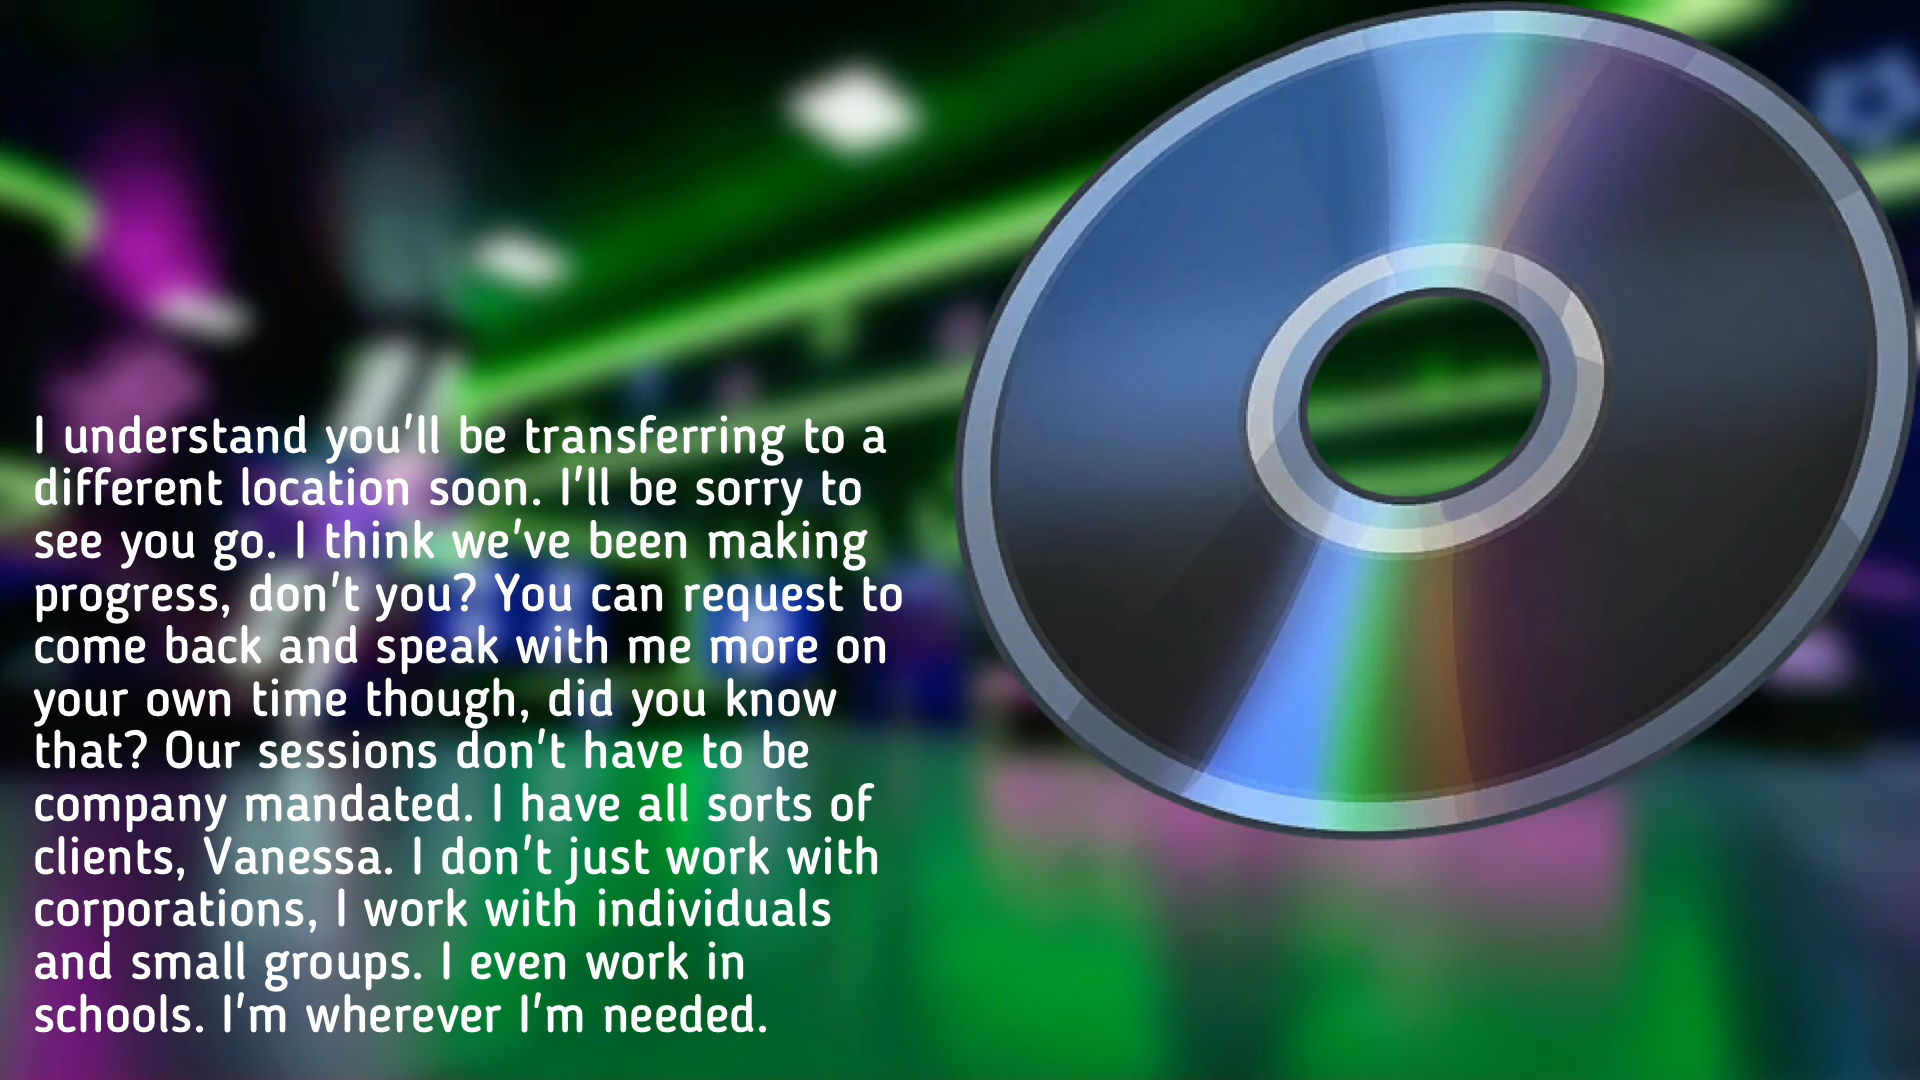 I understand you'll be transferring to a
different location soon. I'll be sorry to
see you go. I think we've been making
progress, don't you? You can request to
come back and speak with me more on
your own time though, did you know
that? Our sessions don't have to be
company mandated. I have all sorts of
clients, Vanessa. I don't just work with
corporations, I work with individuals
and small groups. I even work in
schools. I'm wherever I'm needed.